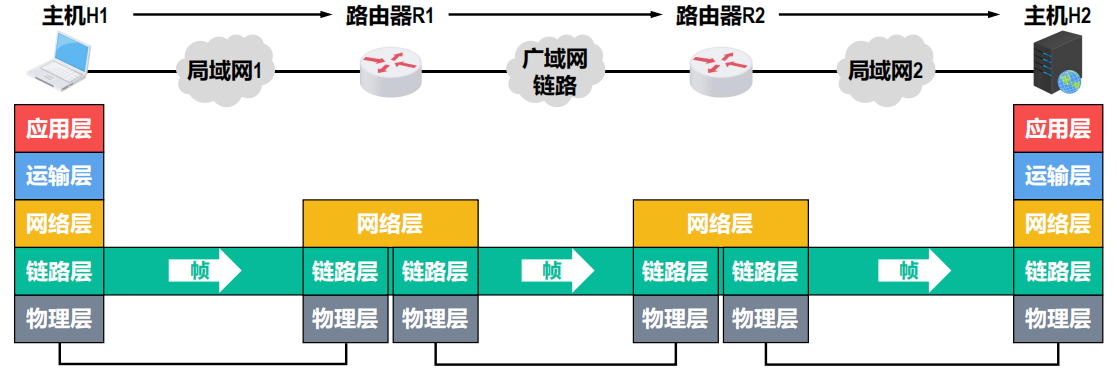 主机H1
路由器R1
路由器R2
主机H2
局域网1
广域网
链路
局域网2
应用层
应用层
运输层
运输层
网络层
网络层
网络层
网络层
链路层
帧
链路层
链路层
帧
链路层
链路层
帧
链路层
物理层
物理层
物理层
物理层
物理层
物理层